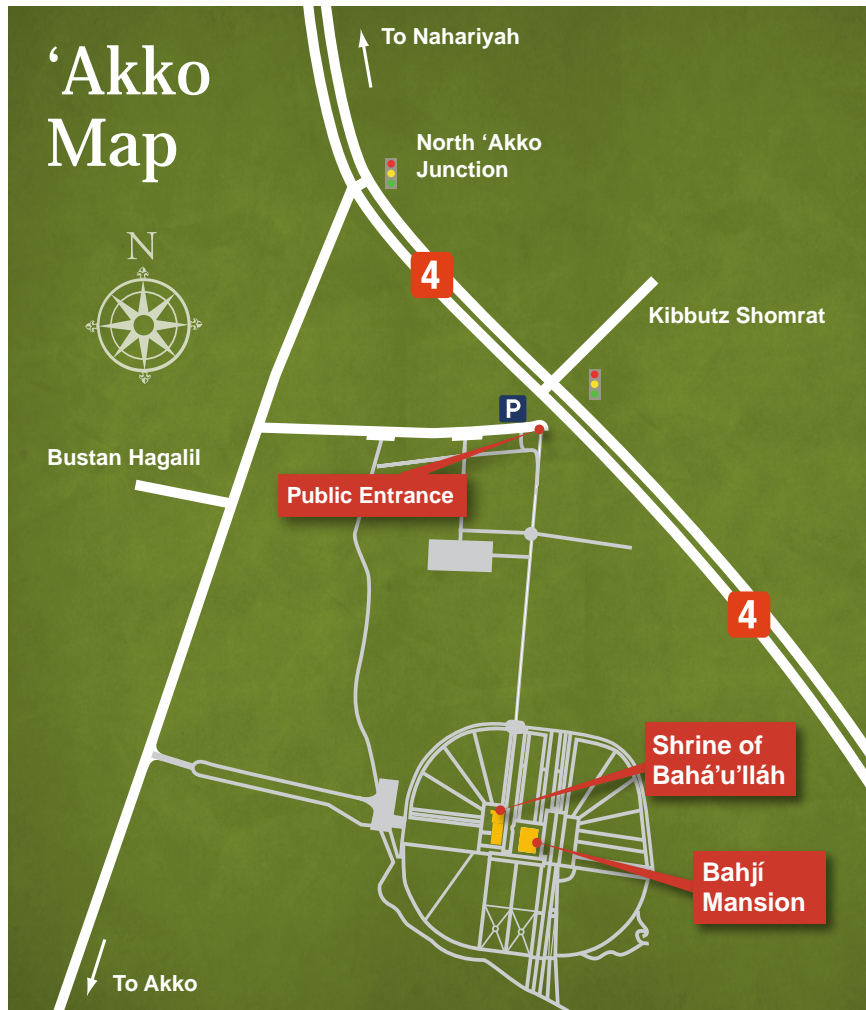 ‘Akko
Map
To Nahariyah
North ‘Akko
Junction
N
4
Kibbutz Shomrat
P
Bustan Hagalil
Public Entrance
4
Shrine of
Bahá’u’lláh
Bahjí
Mansion
To Akko